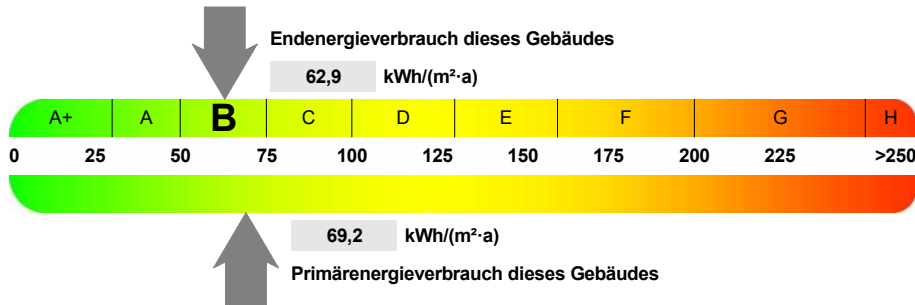 Endenergieverbrauch dieses Gebäudes
62,9 kWh/(m²·a)
A+ A B C D E F G H
0 25 50 75 100 125 150 175 200 225 >250
69,2 kWh/(m²·a)
Primärenergieverbrauch dieses Gebäudes